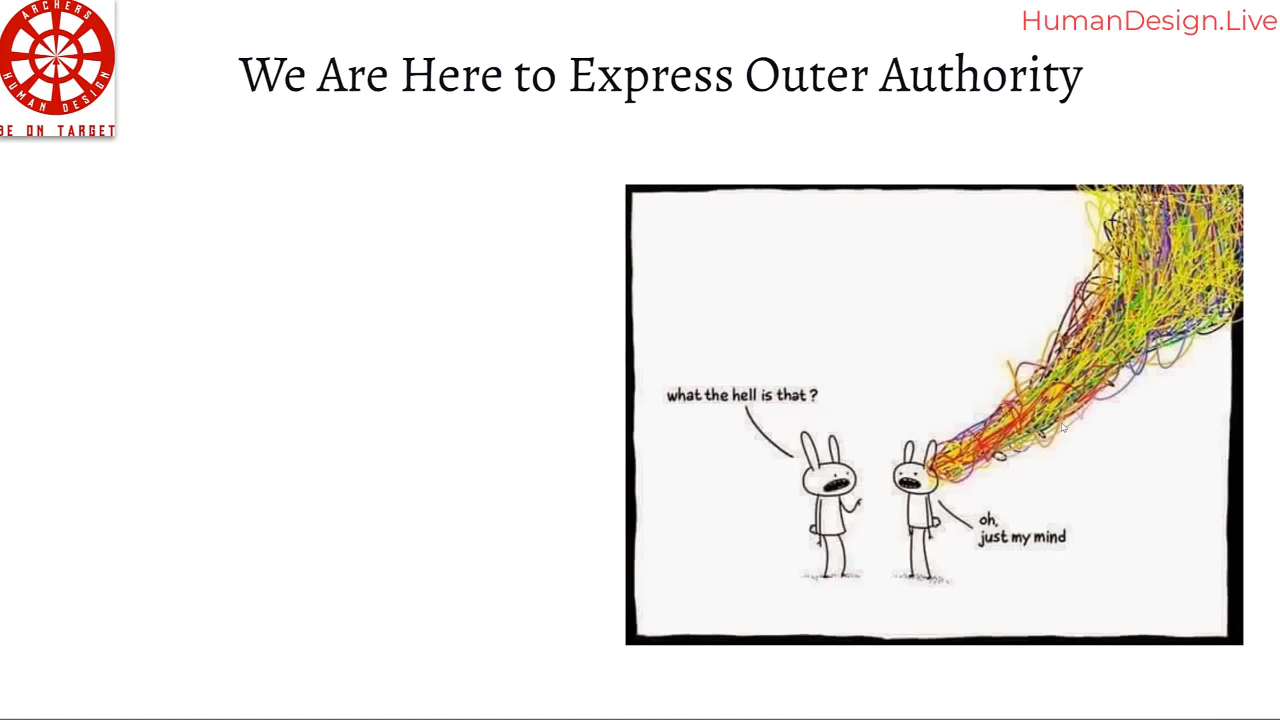 ARCHERS
HUMAN DESIGN
BE ON TARGET
HumanDesign.Live
We Are Here to Express Outer Authority
what the hell is that?
oh,
just my mind